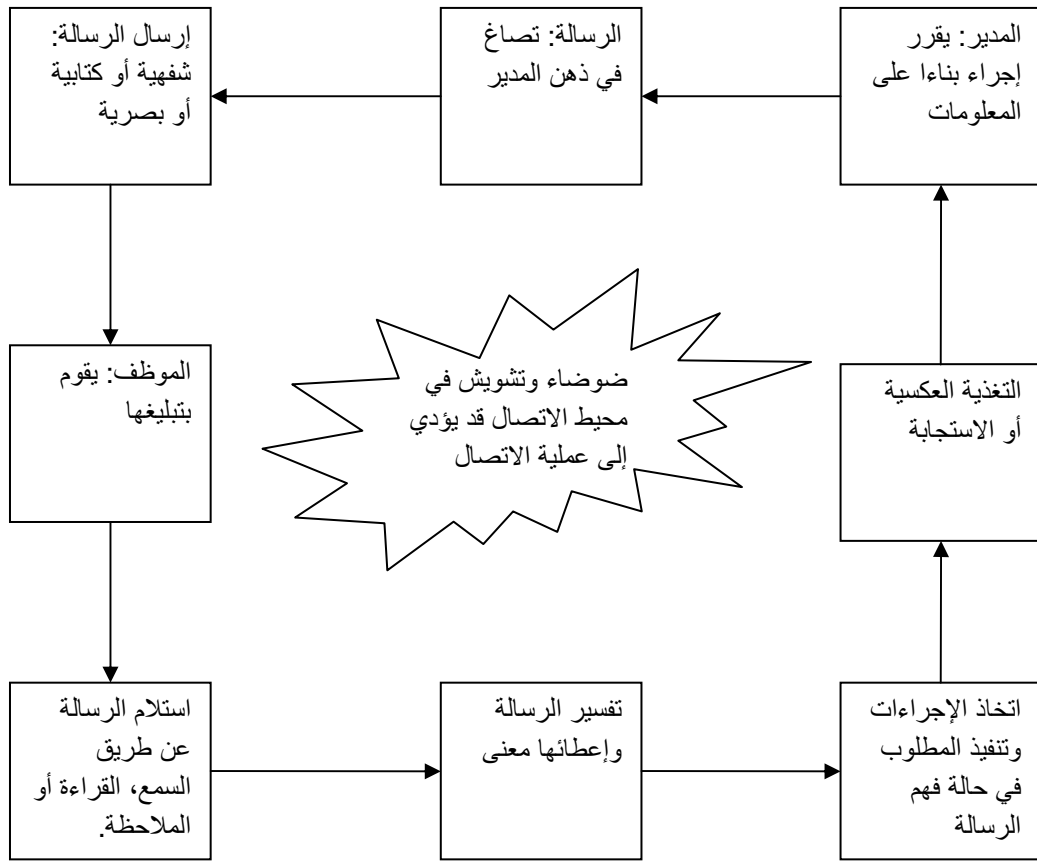 المدير: يقرر
إجراء بناءا على
المعلومات
الرسالة: تصاغ
في ذهن المدير
إرسال الرسالة:
شفهية أو كتابية
أو بصرية
الموظف: يقوم
بتبليغها
استلام الرسالة
عن طريق
السمع، القراءة أو
الملاحظة.
تفسير الرسالة
وإعطائها معنى
اتخاذ الإجراءات
وتنفيذ المطلوب
في حالة فهم
الرسالة
التغذية العكسية
أو الاستجابة
ضوضاء وتشويش في
محيط الاتصال قد يؤدي
إلى عملية الاتصال